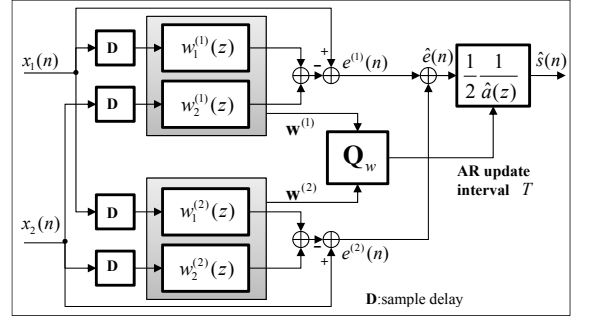 x₁(n)
D
w₁⁽¹⁾(z)
− +
e⁽¹⁾(n)
ê(n)
1/2 1/â(z)
ŝ(n)
D
w₂⁽¹⁾(z)
w⁽¹⁾
Q_w
AR update
interval T
w⁽²⁾
x₂(n)
D
w₁⁽²⁾(z)
− +
e⁽²⁾(n)
D
w₂⁽²⁾(z)
D:sample delay